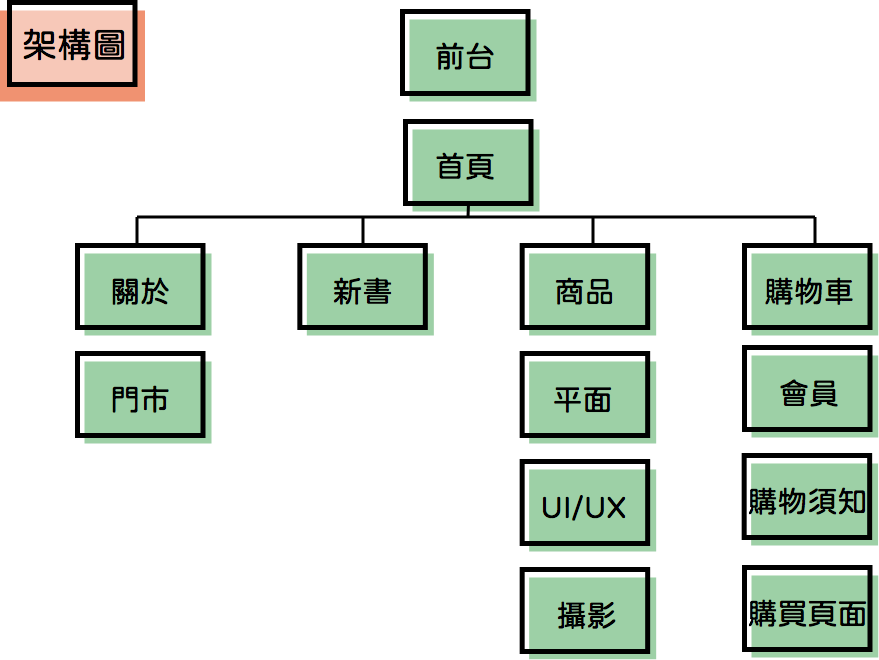 架構圖
前台
首頁
關於
新書
商品
購物車
門市
平面
會員
UI/UX
購物須知
攝影
購買頁面